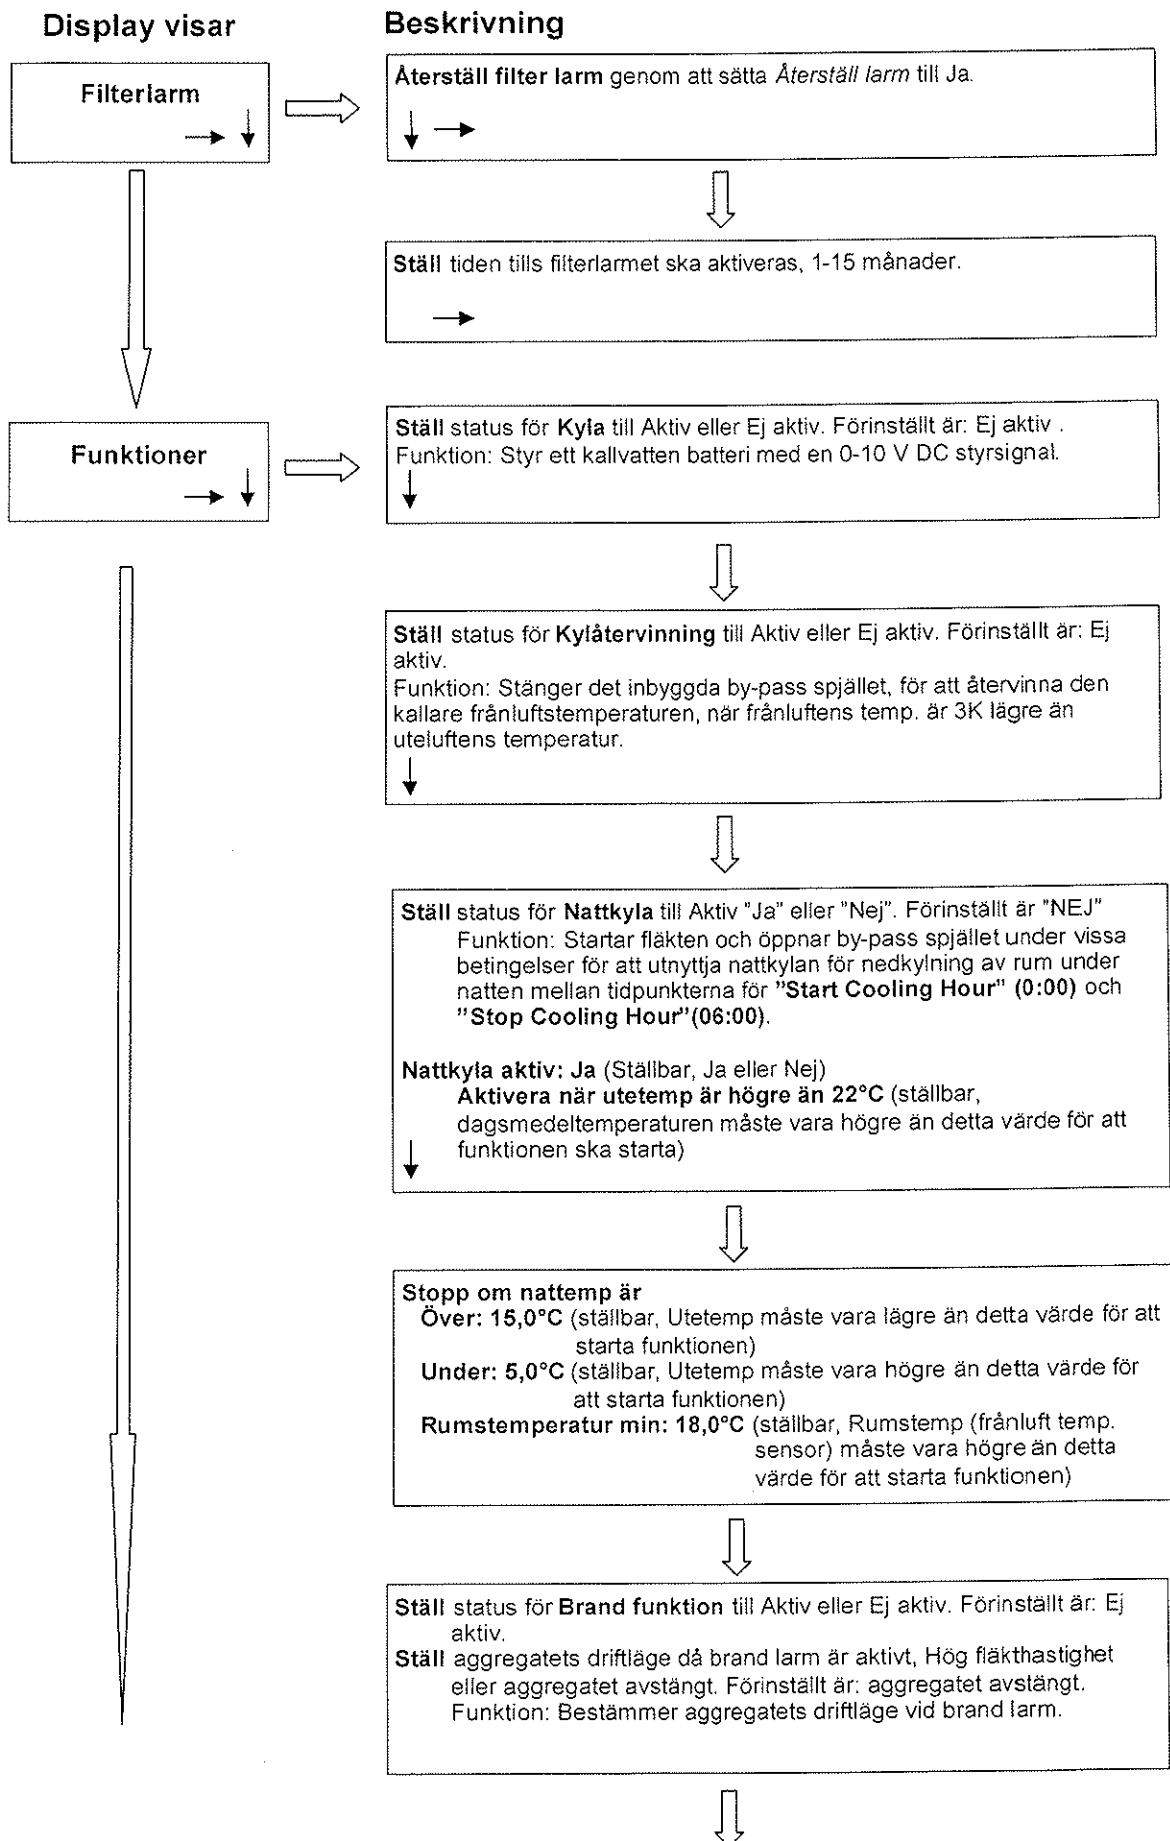 Display visar
Beskrivning
Filterlarm
Återställ filter larm genom att sätta Återställ larm till Ja.
Ställ tiden tills filterlarmet ska aktiveras, 1-15 månader.
Funktioner
Ställ status för Kyla till Aktiv eller Ej aktiv. Förinställt är: Ej aktiv .
Funktion: Styr ett kallvatten batteri med en 0-10 V DC styrsignal.
Ställ status för Kylåtervinning till Aktiv eller Ej aktiv. Förinställt är: Ej
aktiv.
Funktion: Stänger det inbyggda by-pass spjället, för att återvinna den
kallare frånluftstemperaturen, när frånluftens temp. är 3K lägre än
uteluftens temperatur.
Ställ status för Nattkyla till Aktiv "Ja" eller "Nej". Förinställt är "NEJ"
Funktion: Startar fläkten och öppnar by-pass spjället under vissa
betingelser för att utnyttja nattkylan för nedkylning av rum under
natten mellan tidpunkterna för "Start Cooling Hour" (0:00) och
"Stop Cooling Hour"(06:00).
Nattkyla aktiv: Ja (Ställbar, Ja eller Nej)
Aktivera när utetemp är högre än 22°C (ställbar,
dagsmedeltemperaturen måste vara högre än detta värde för att
funktionen ska starta)
Stopp om nattemp är
Över: 15,0°C (ställbar, Utetemp måste vara lägre än detta värde för att
starta funktionen)
Under: 5,0°C (ställbar, Utetemp måste vara högre än detta värde för
att starta funktionen)
Rumstemperatur min: 18,0°C (ställbar, Rumstemp (frånluft temp.
sensor) måste vara högre än detta
värde för att starta funktionen)
Ställ status för Brand funktion till Aktiv eller Ej aktiv. Förinställt är: Ej
aktiv.
Ställ aggregatets driftläge då brand larm är aktivt, Hög fläkthastighet
eller aggregatet avstängt. Förinställt är: aggregatet avstängt.
Funktion: Bestämmer aggregatets driftläge vid brand larm.